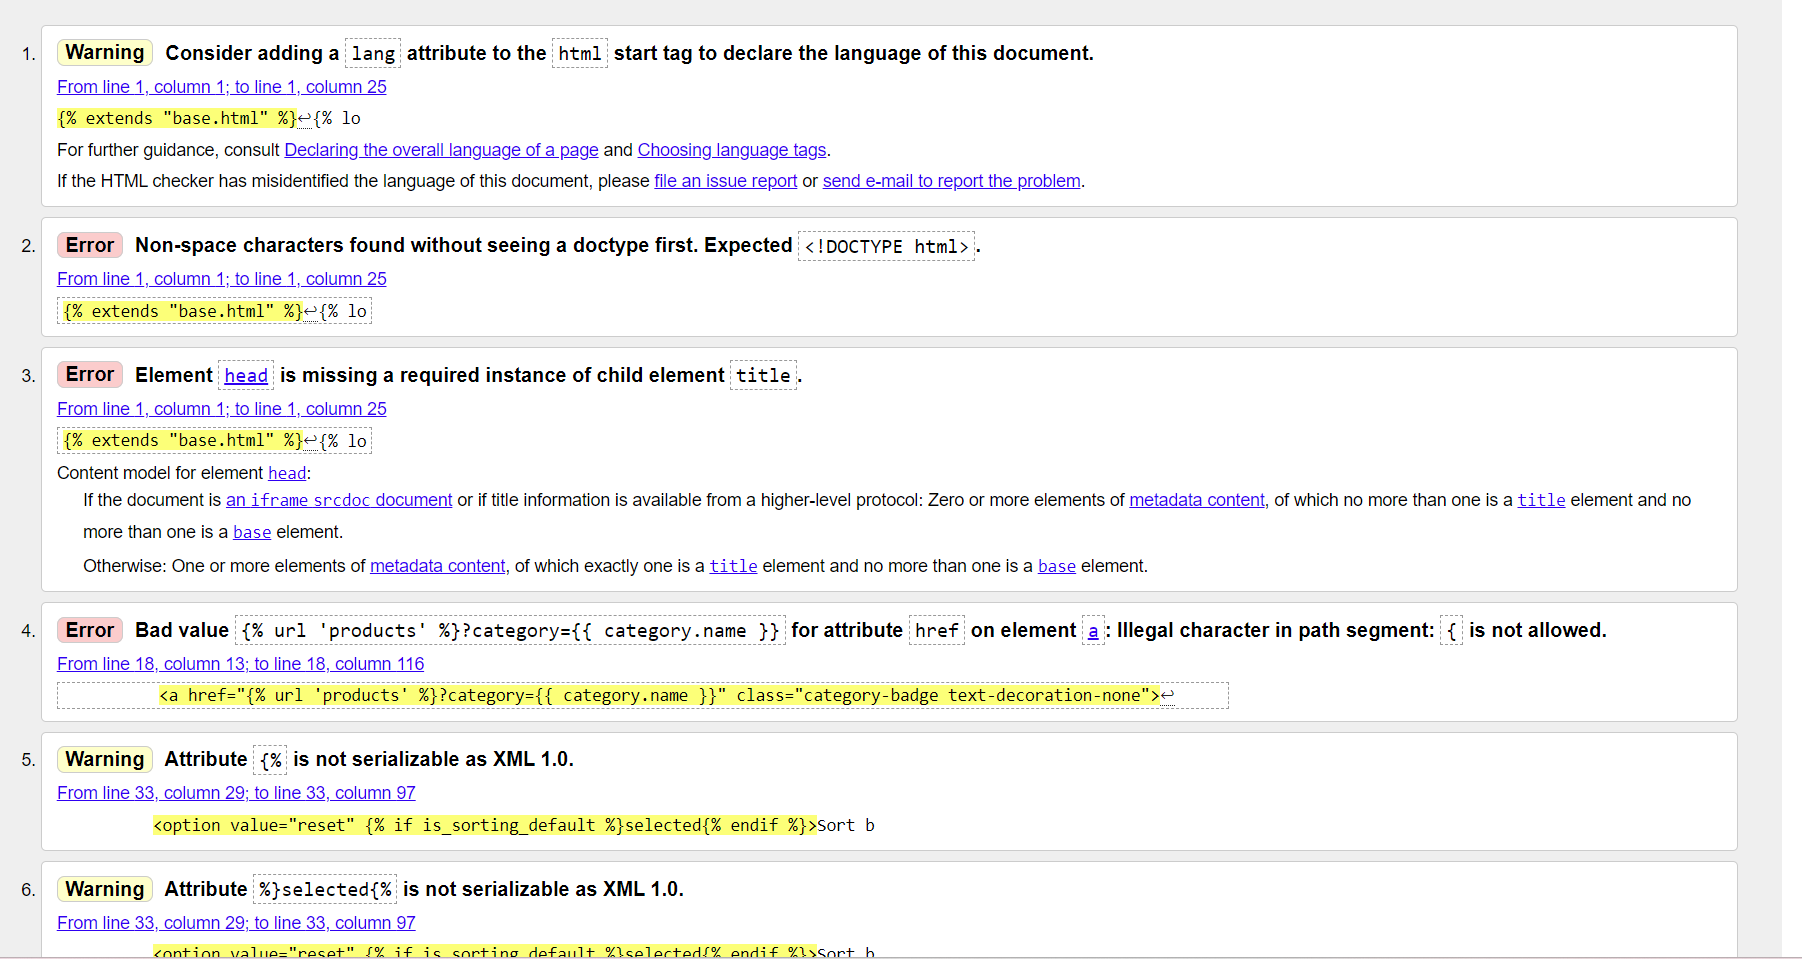 1. Warning Consider adding a lang attribute to the html start tag to declare the language of this document.
From line 1, column 1; to line 1, column 25
{% extends "base.html" %}↩{% lo
For further guidance, consult Declaring the overall language of a page and Choosing language tags.
If the HTML checker has misidentified the language of this document, please file an issue report or send e-mail to report the problem.
2. Error Non-space characters found without seeing a doctype first. Expected <!DOCTYPE html>.
From line 1, column 1; to line 1, column 25
{% extends "base.html" %}↩{% lo
3. Error Element head is missing a required instance of child element title.
From line 1, column 1; to line 1, column 25
{% extends "base.html" %}↩{% lo
Content model for element head:
If the document is an iframe srcdoc document or if title information is available from a higher-level protocol: Zero or more elements of metadata content, of which no more than one is a title element and no
more than one is a base element.
Otherwise: One or more elements of metadata content, of which exactly one is a title element and no more than one is a base element.
4. Error Bad value {% url 'products' %}?category={{ category.name }} for attribute href on element a: Illegal character in path segment: { is not allowed.
From line 18, column 13; to line 18, column 116
<a href="{% url 'products' %}?category={{ category.name }}" class="category-badge text-decoration-none">↩
5. Warning Attribute {% is not serializable as XML 1.0.
From line 33, column 29; to line 33, column 97
<option value="reset" {% if is_sorting_default %}selected{% endif %}>Sort b
6. Warning Attribute %}selected{% is not serializable as XML 1.0.
From line 33, column 29; to line 33, column 97
<option value="reset" {% if is_sorting_default %}selected{% endif %}>Sort b